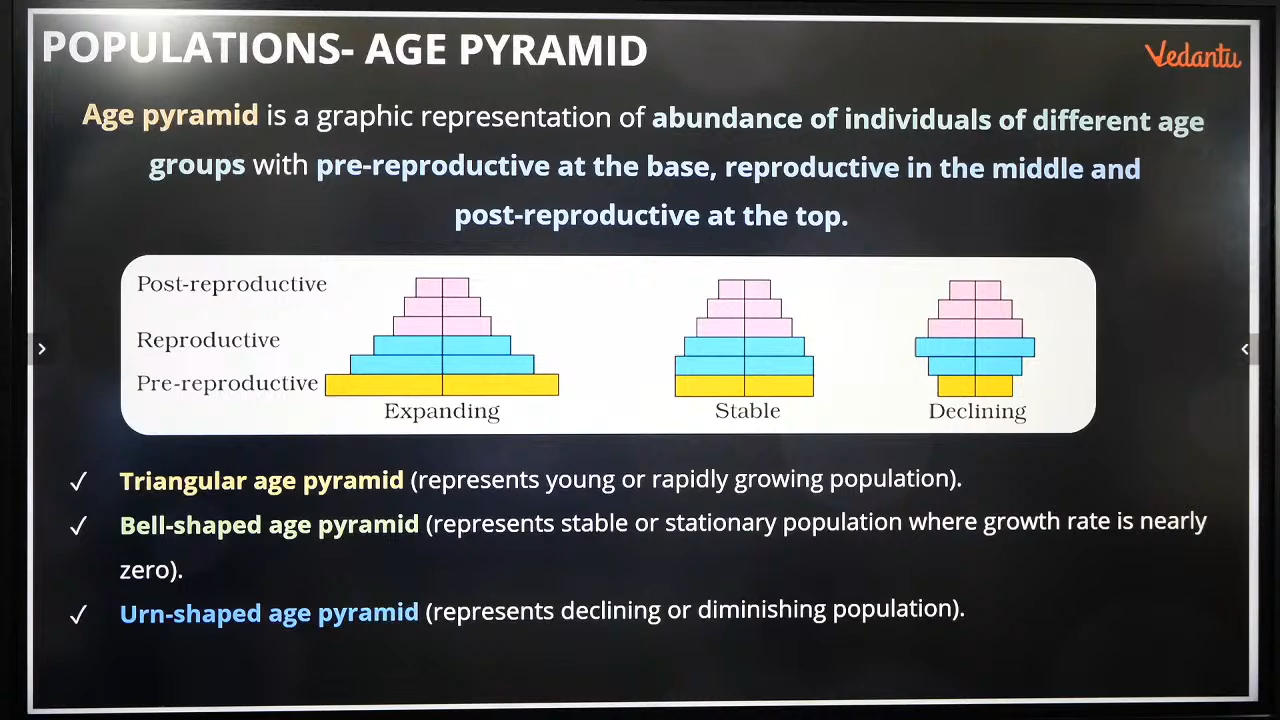 POPULATIONS- AGE PYRAMID
Vedantu
Age pyramid is a graphic representation of abundance of individuals of different age
groups with pre-reproductive at the base, reproductive in the middle and
post-reproductive at the top.
Post-reproductive
Reproductive
Pre-reproductive
Expanding
Stable
Declining
✓ Triangular age pyramid (represents young or rapidly growing population).
✓ Bell-shaped age pyramid (represents stable or stationary population where growth rate is nearly
zero).
✓ Urn-shaped age pyramid (represents declining or diminishing population).